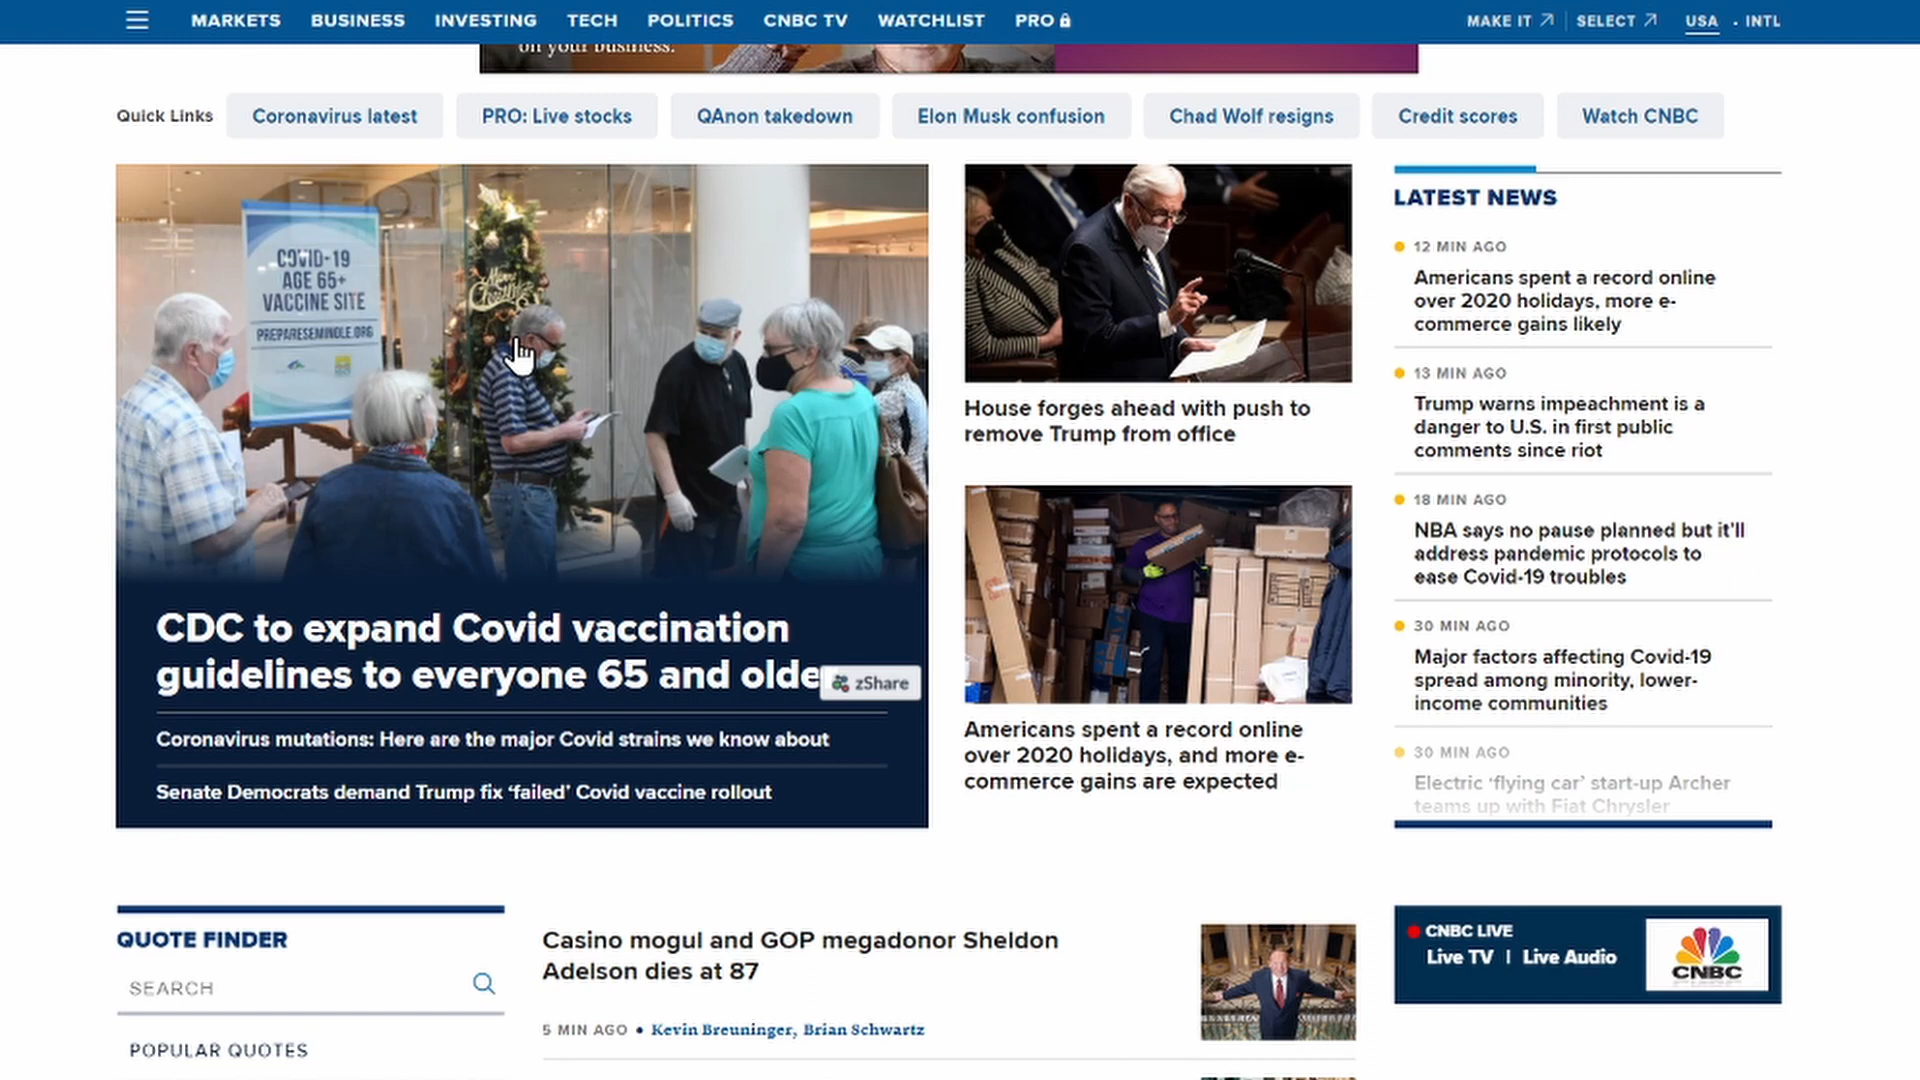 MARKETS BUSINESS INVESTING TECH POLITICS CNBC TV WATCHLIST PRO MAKE IT SELECT USA · INTL
on your business.
Quick Links Coronavirus latest PRO: Live stocks QAnon takedown Elon Musk confusion Chad Wolf resigns Credit scores Watch CNBC
COVID-19
AGE 65+
VACCINE SITE
PREPARESEMINOLE.ORG
Merry
Christmas
CDC to expand Covid vaccination
guidelines to everyone 65 and olde
zShare
Coronavirus mutations: Here are the major Covid strains we know about
Senate Democrats demand Trump fix ‘failed’ Covid vaccine rollout
House forges ahead with push to
remove Trump from office
Americans spent a record online
over 2020 holidays, and more e-
commerce gains are expected
LATEST NEWS
12 MIN AGO
Americans spent a record online
over 2020 holidays, more e-
commerce gains likely
13 MIN AGO
Trump warns impeachment is a
danger to U.S. in first public
comments since riot
18 MIN AGO
NBA says no pause planned but it’ll
address pandemic protocols to
ease Covid-19 troubles
30 MIN AGO
Major factors affecting Covid-19
spread among minority, lower-
income communities
30 MIN AGO
Electric ‘flying car’ start-up Archer
teams up with Fiat Chrysler
QUOTE FINDER
SEARCH
POPULAR QUOTES
Casino mogul and GOP megadonor Sheldon
Adelson dies at 87
5 MIN AGO • Kevin Breuninger, Brian Schwartz
CNBC LIVE
Live TV | Live Audio
CNBC